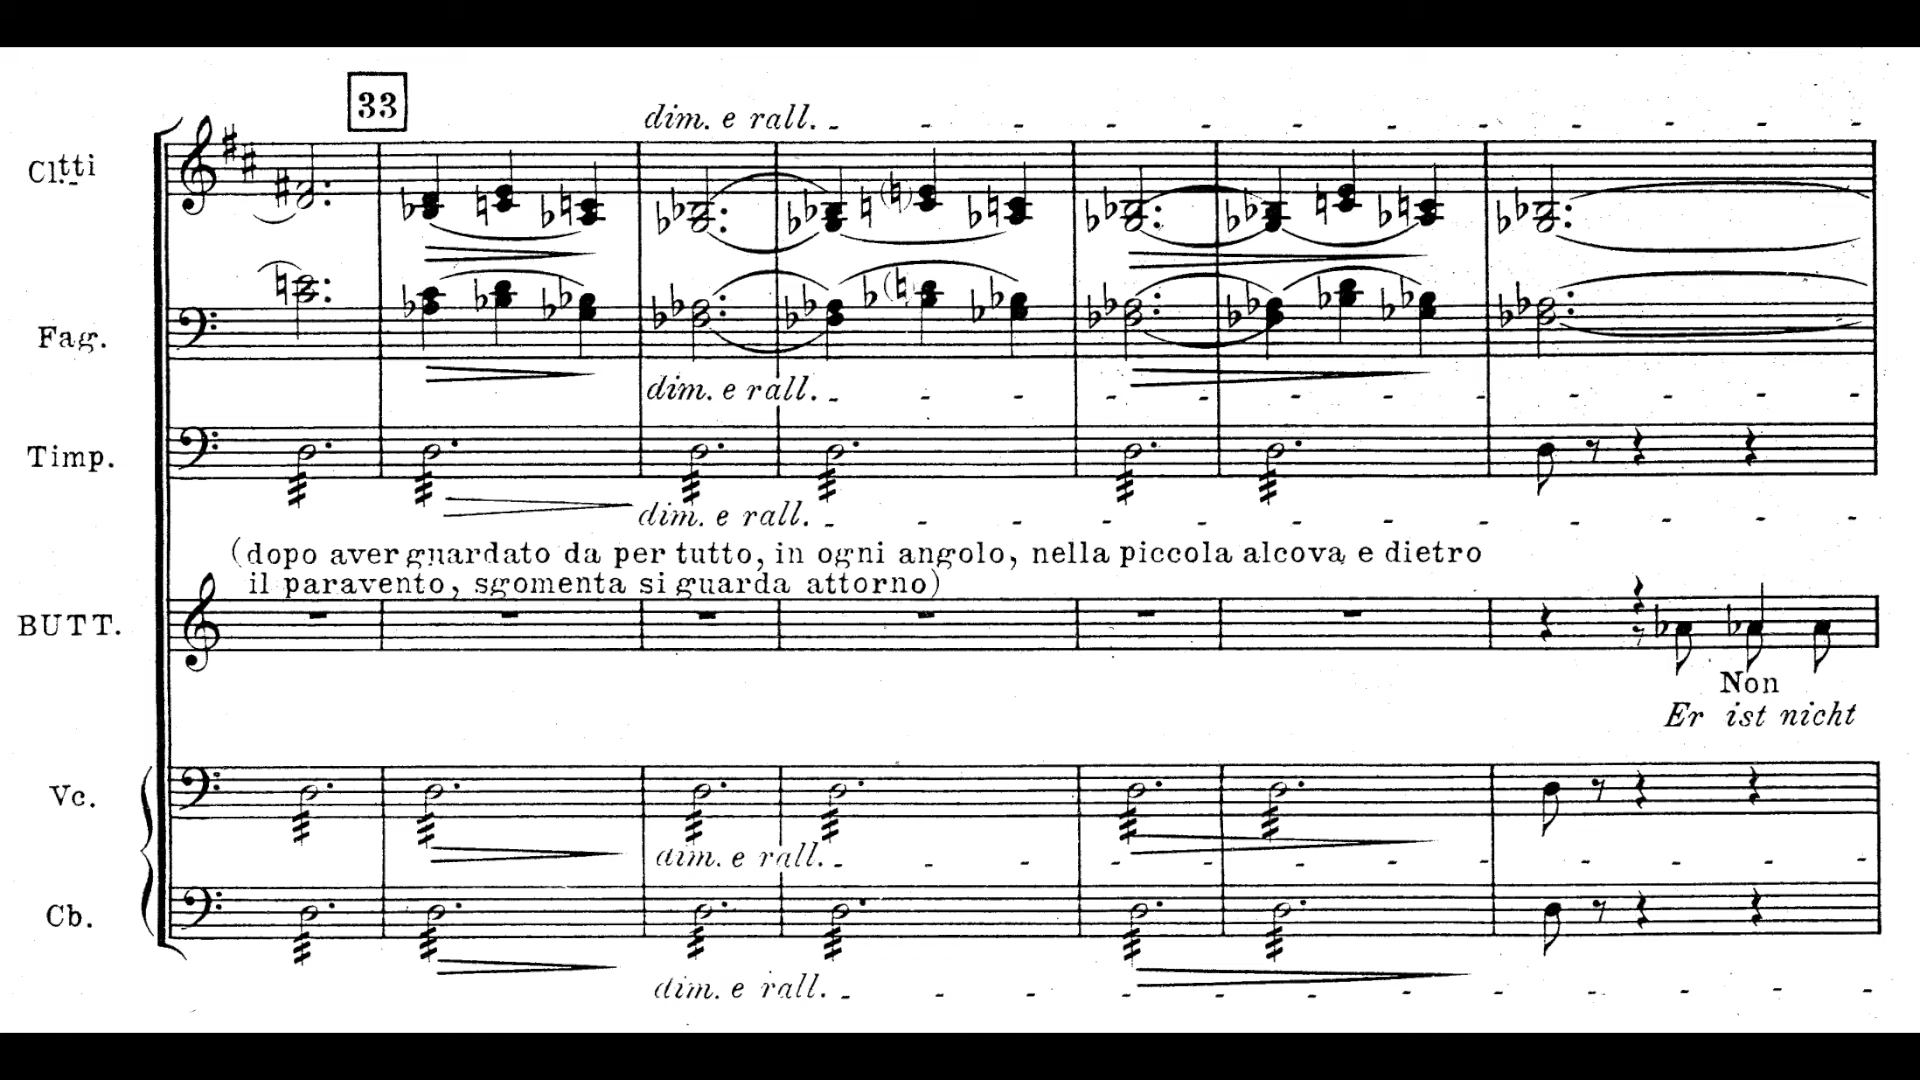 33
dim. e rall.
Cl.tti
Fag.
dim. e rall.
Timp.
dim. e rall.
(dopo aver guardato da per tutto, in ogni angolo, nella piccola alcova e dietro
il paravento, sgomenta si guarda attorno)
BUTT.
Non
Er ist nicht
Vc.
dim. e rall.
Cb.
dim. e rall.